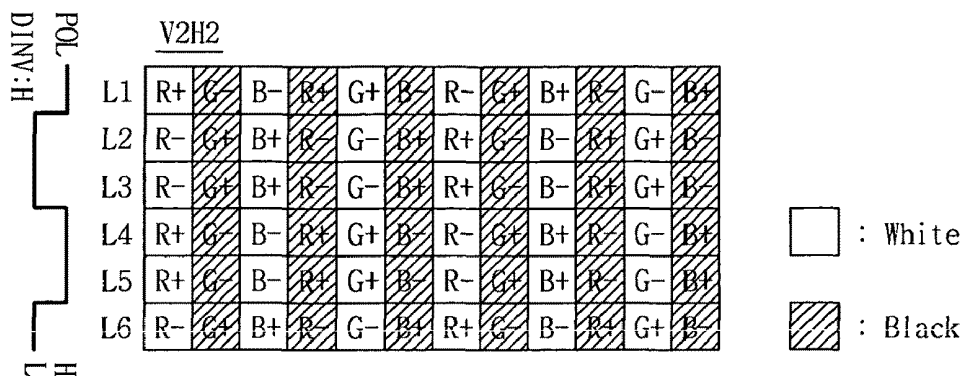 POL
DINV:H
V2H2
L1 R+ G- B- R+ G+ B- R- G+ B+ R- G- B+
L2 R- G+ B+ R- G- B+ R+ G- B- R+ G+ B-
L3 R- G+ B+ R- G- B+ R+ G- B- R+ G+ B-
L4 R+ G- B- R+ G+ B- R- G+ B+ R- G- B+
L5 R+ G- B- R+ G+ B- R- G+ B+ R- G- B+
L6 R- G+ B+ R- G- B+ R+ G- B- R+ G+ B-
H
L
: White
: Black